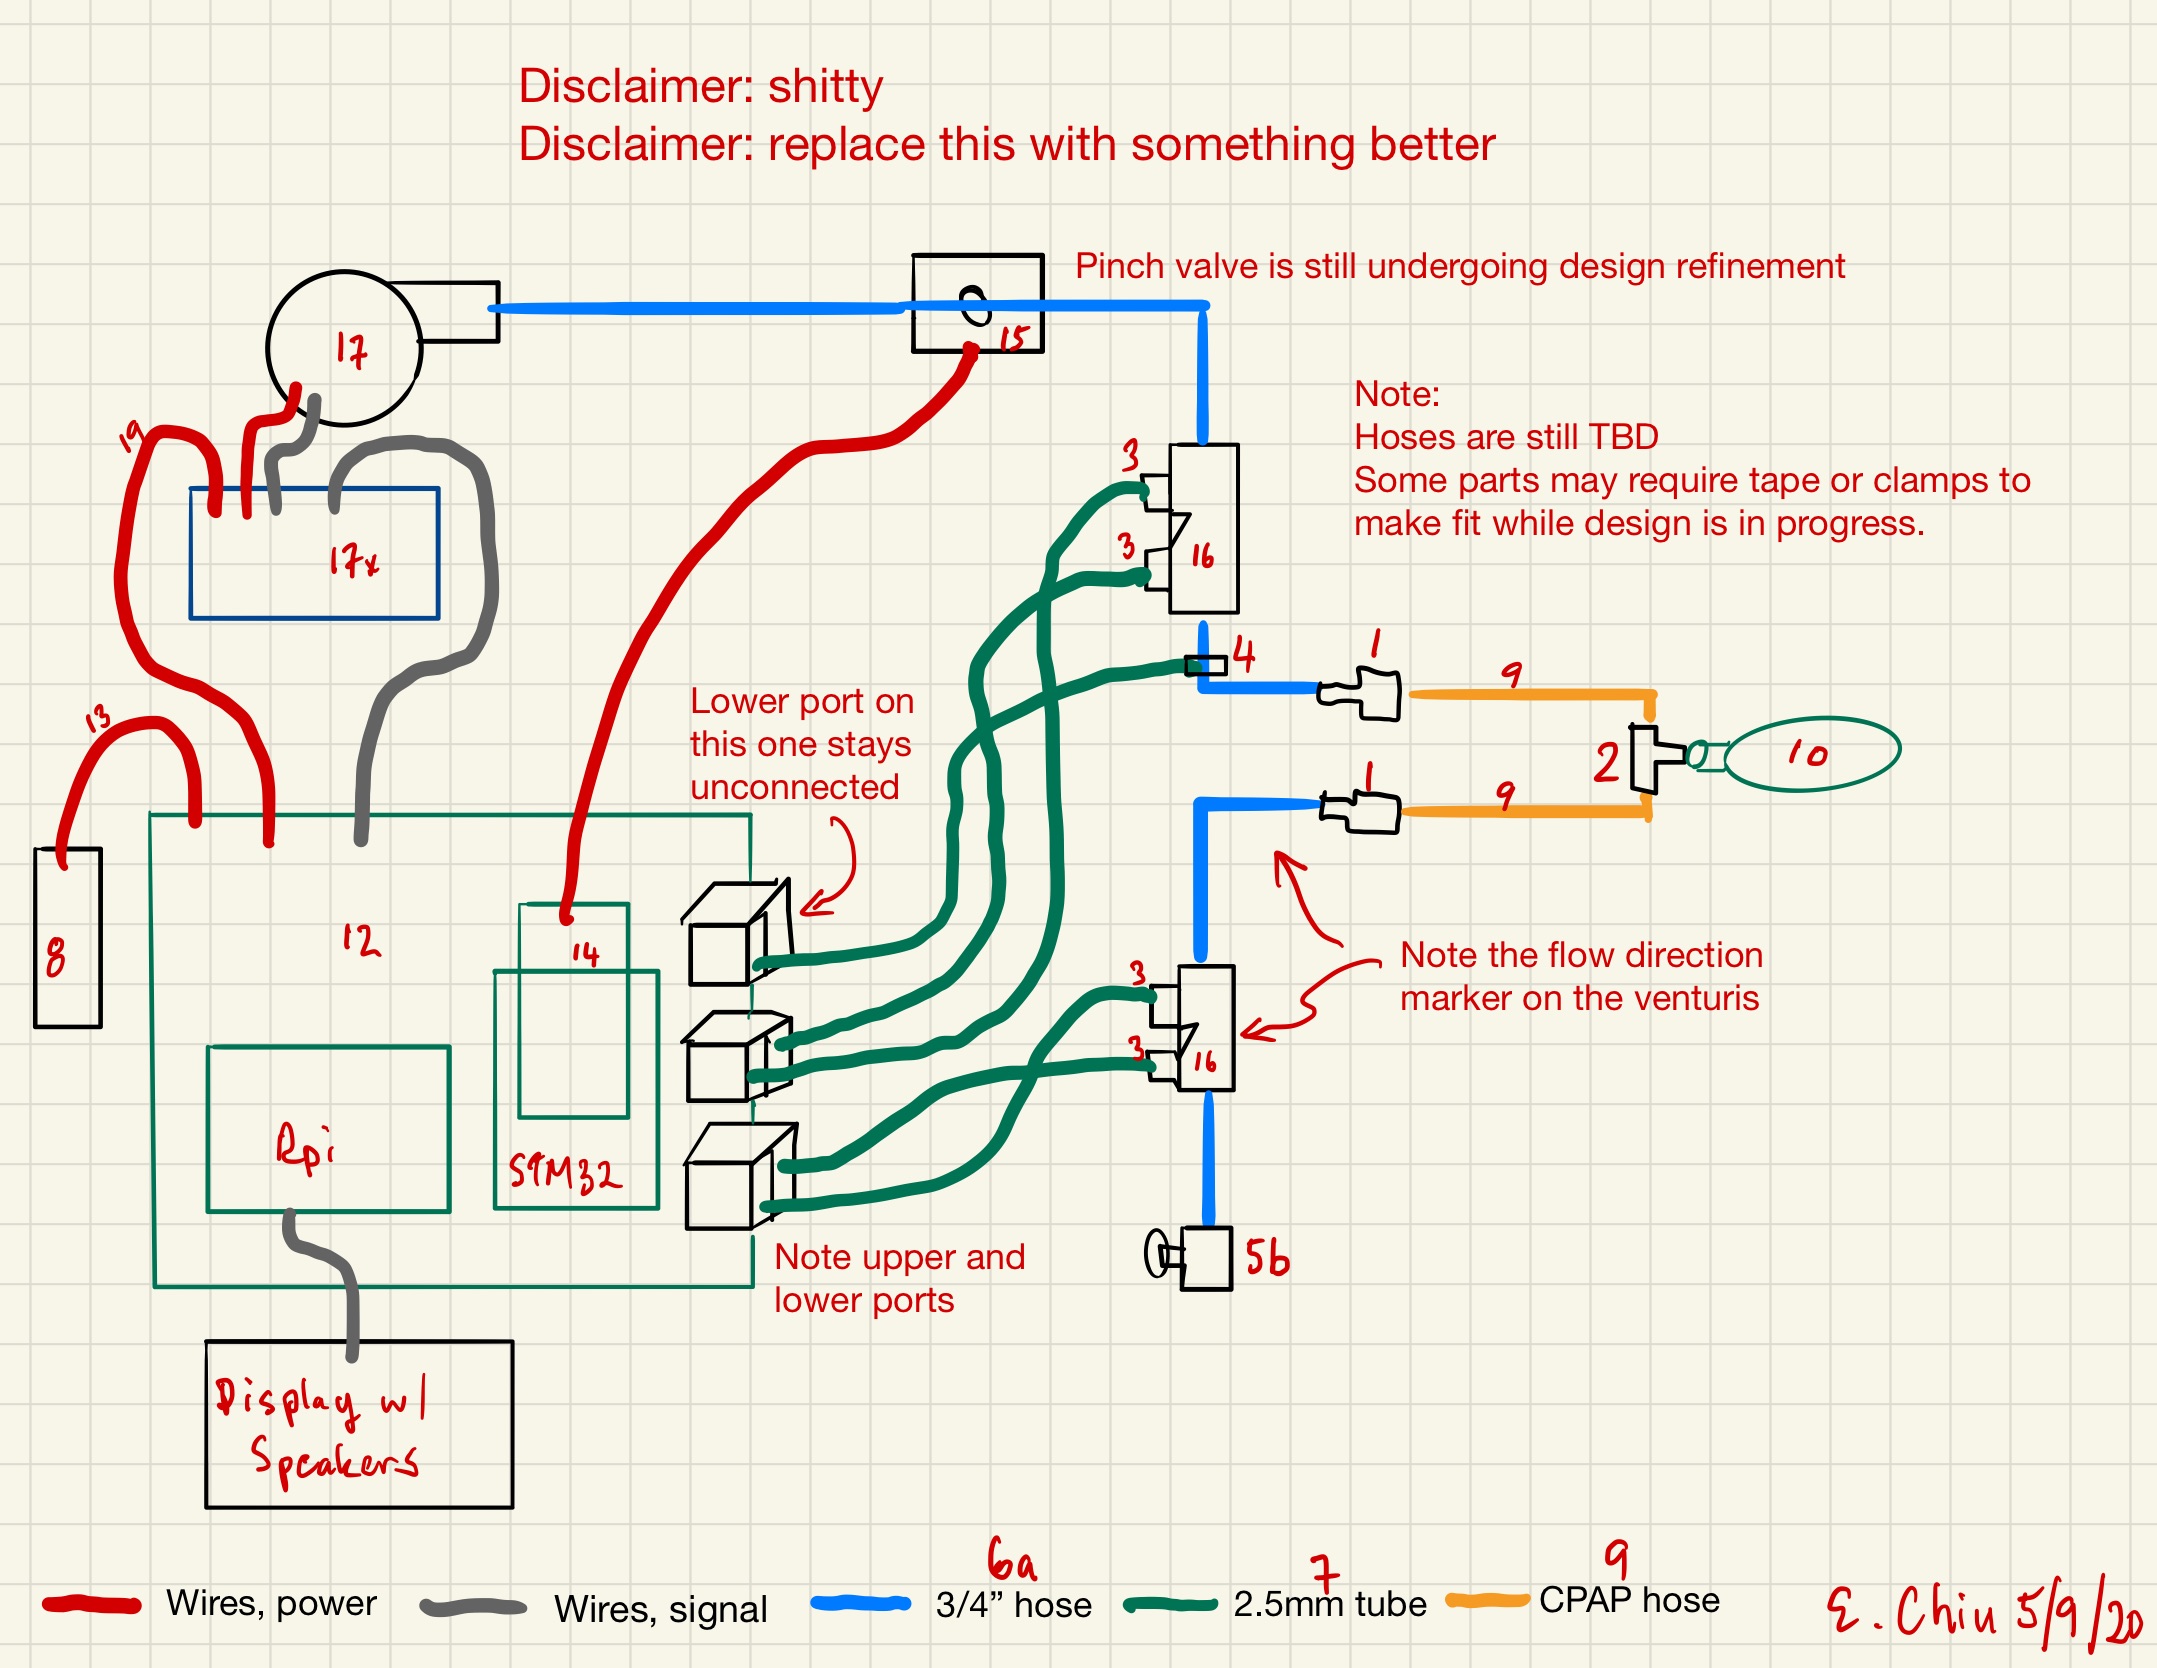 Disclaimer: shitty
Disclaimer: replace this with something better
Pinch valve is still undergoing design refinement
17
15
19
Note:
Hoses are still TBD
Some parts may require tape or clamps to
make fit while design is in progress.
3
3
16
17x
4
1
9
Lower port on
this one stays
unconnected
13
2
10
1
9
8
12
14
Note the flow direction
marker on the venturis
3
3
16
Rpi
STM32
Note upper and
lower ports
5b
Display w/
Speakers
6a
7
9
Wires, power
Wires, signal
3/4” hose
2.5mm tube
CPAP hose
E. Chiu 5/9/20